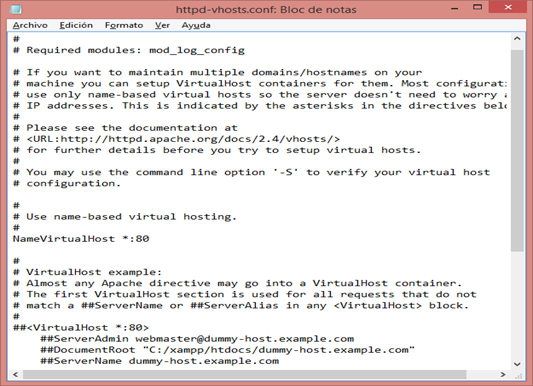 httpd-vhosts.conf: Bloc de notas
Archivo Edición Formato Ver Ayuda
#
# Required modules: mod_log_config

# If you want to maintain multiple domains/hostnames on your
# machine you can setup VirtualHost containers for them. Most configurati
# use only name-based virtual hosts so the server doesn't need to worry a
# IP addresses. This is indicated by the asterisks in the directives belo
#
# Please see the documentation at
# <URL:http://httpd.apache.org/docs/2.4/vhosts/>
# for further details before you try to setup virtual hosts.
#
# You may use the command line option '-S' to verify your virtual host
# configuration.

#
# Use name-based virtual hosting.
#
NameVirtualHost *:80

#
# VirtualHost example:
# Almost any Apache directive may go into a VirtualHost container.
# The first VirtualHost section is used for all requests that do not
# match a ##ServerName or ##ServerAlias in any <VirtualHost> block.
#
##<VirtualHost *:80>
    ##ServerAdmin webmaster@dummy-host.example.com
    ##DocumentRoot "C:/xampp/htdocs/dummy-host.example.com"
    ##ServerName dummy-host.example.com